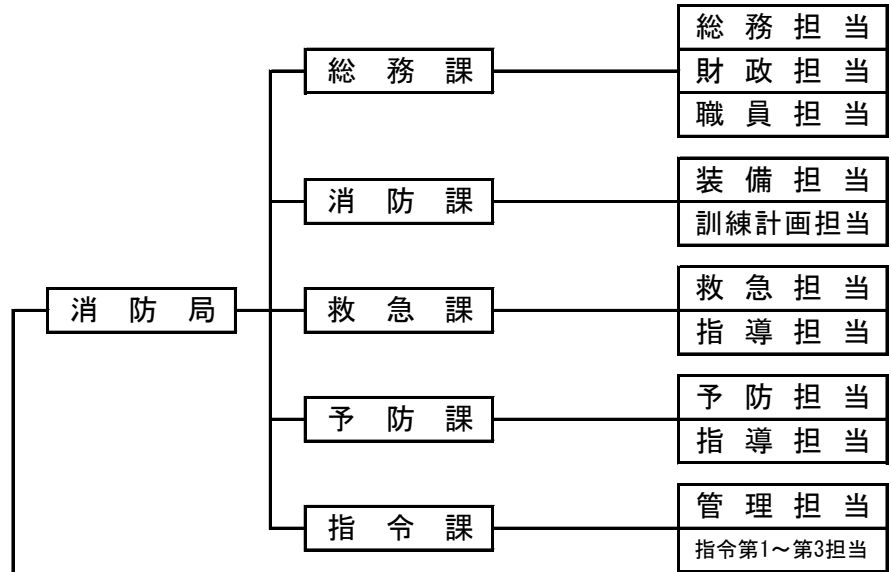 総務課
総務担当
財政担当
職員担当
消防課
装備担当
訓練計画担当
消防局
救急課
救急担当
指導担当
予防課
予防担当
指導担当
指令課
管理担当
指令第1～第3担当